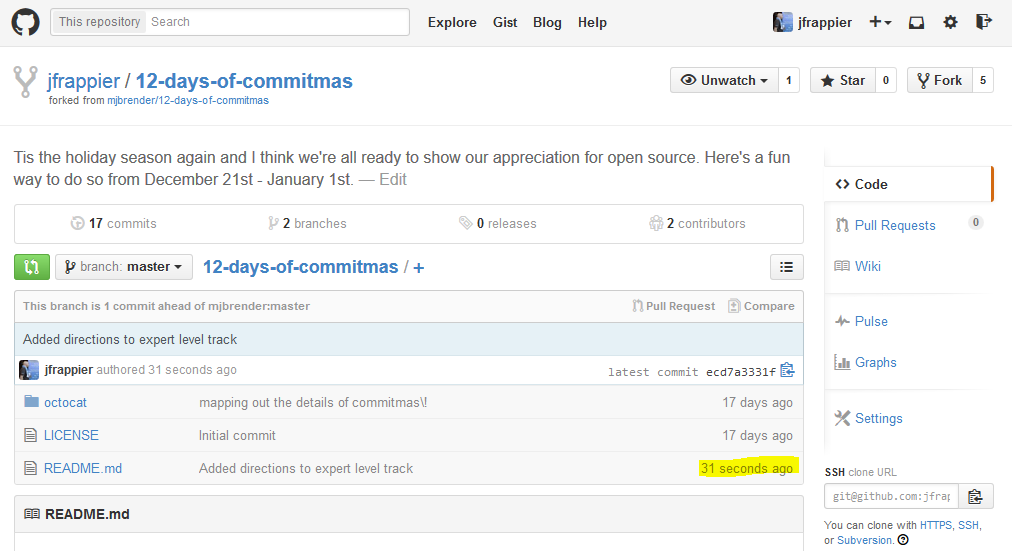 This repository Search Explore Gist Blog Help jfrappier
jfrappier / 12-days-of-commitmas Unwatch 1 Star 0 Fork 5
forked from mjbrender/12-days-of-commitmas
Tis the holiday season again and I think we're all ready to show our appreciation for open source. Here's a fun
way to do so from December 21st - January 1st. — Edit
17 commits 2 branches 0 releases 2 contributors
branch: master 12-days-of-commitmas / +
This branch is 1 commit ahead of mjbrender:master Pull Request Compare
Added directions to expert level track
jfrappier authored 31 seconds ago latest commit ecd7a3331f
octocat mapping out the details of commitmas\! 17 days ago
LICENSE Initial commit 17 days ago
README.md Added directions to expert level track 31 seconds ago
README.md
Code
Pull Requests 0
Wiki
Pulse
Graphs
Settings
SSH clone URL
git@github.com:jfrap
You can clone with HTTPS, SSH,
or Subversion.